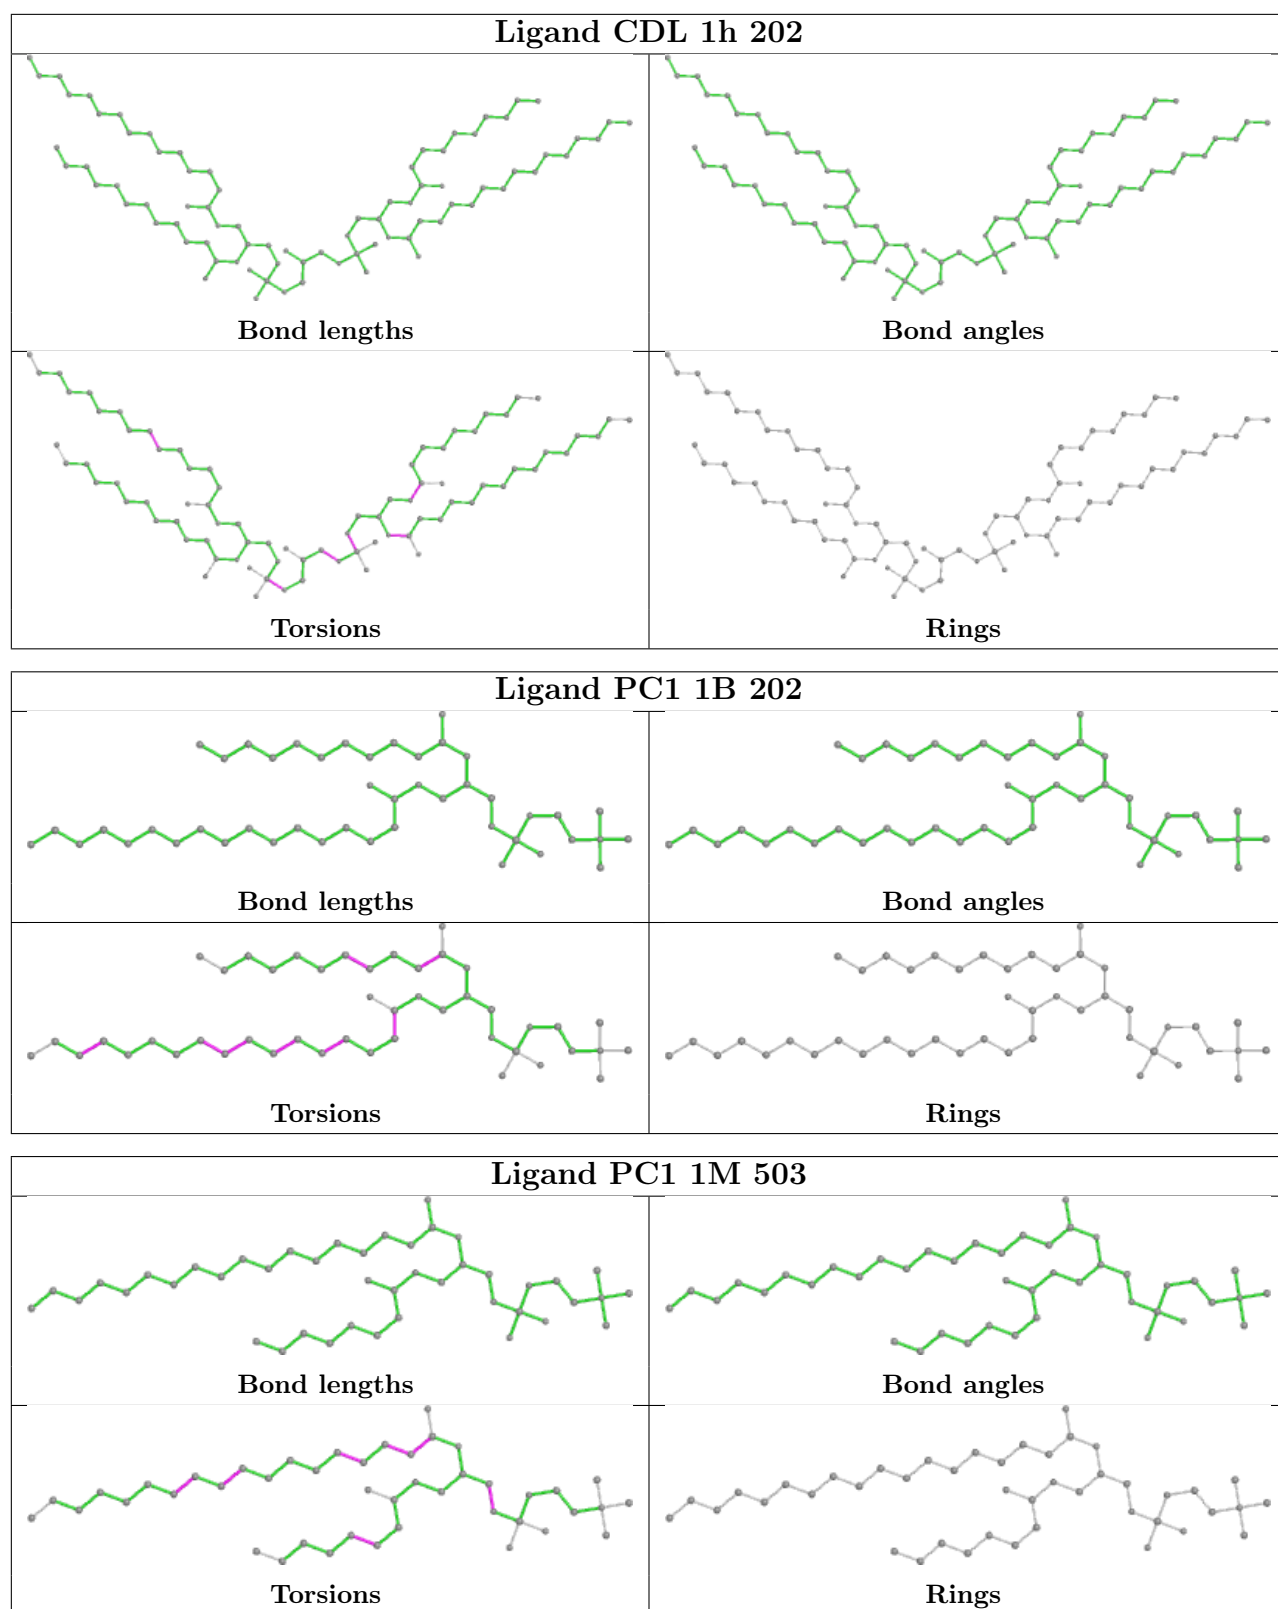 Ligand CDL 1h 202
Bond lengths
Bond angles
Torsions
Rings
Ligand PC1 1B 202
Bond lengths
Bond angles
Torsions
Rings
Ligand PC1 1M 503
Bond lengths
Bond angles
Torsions
Rings